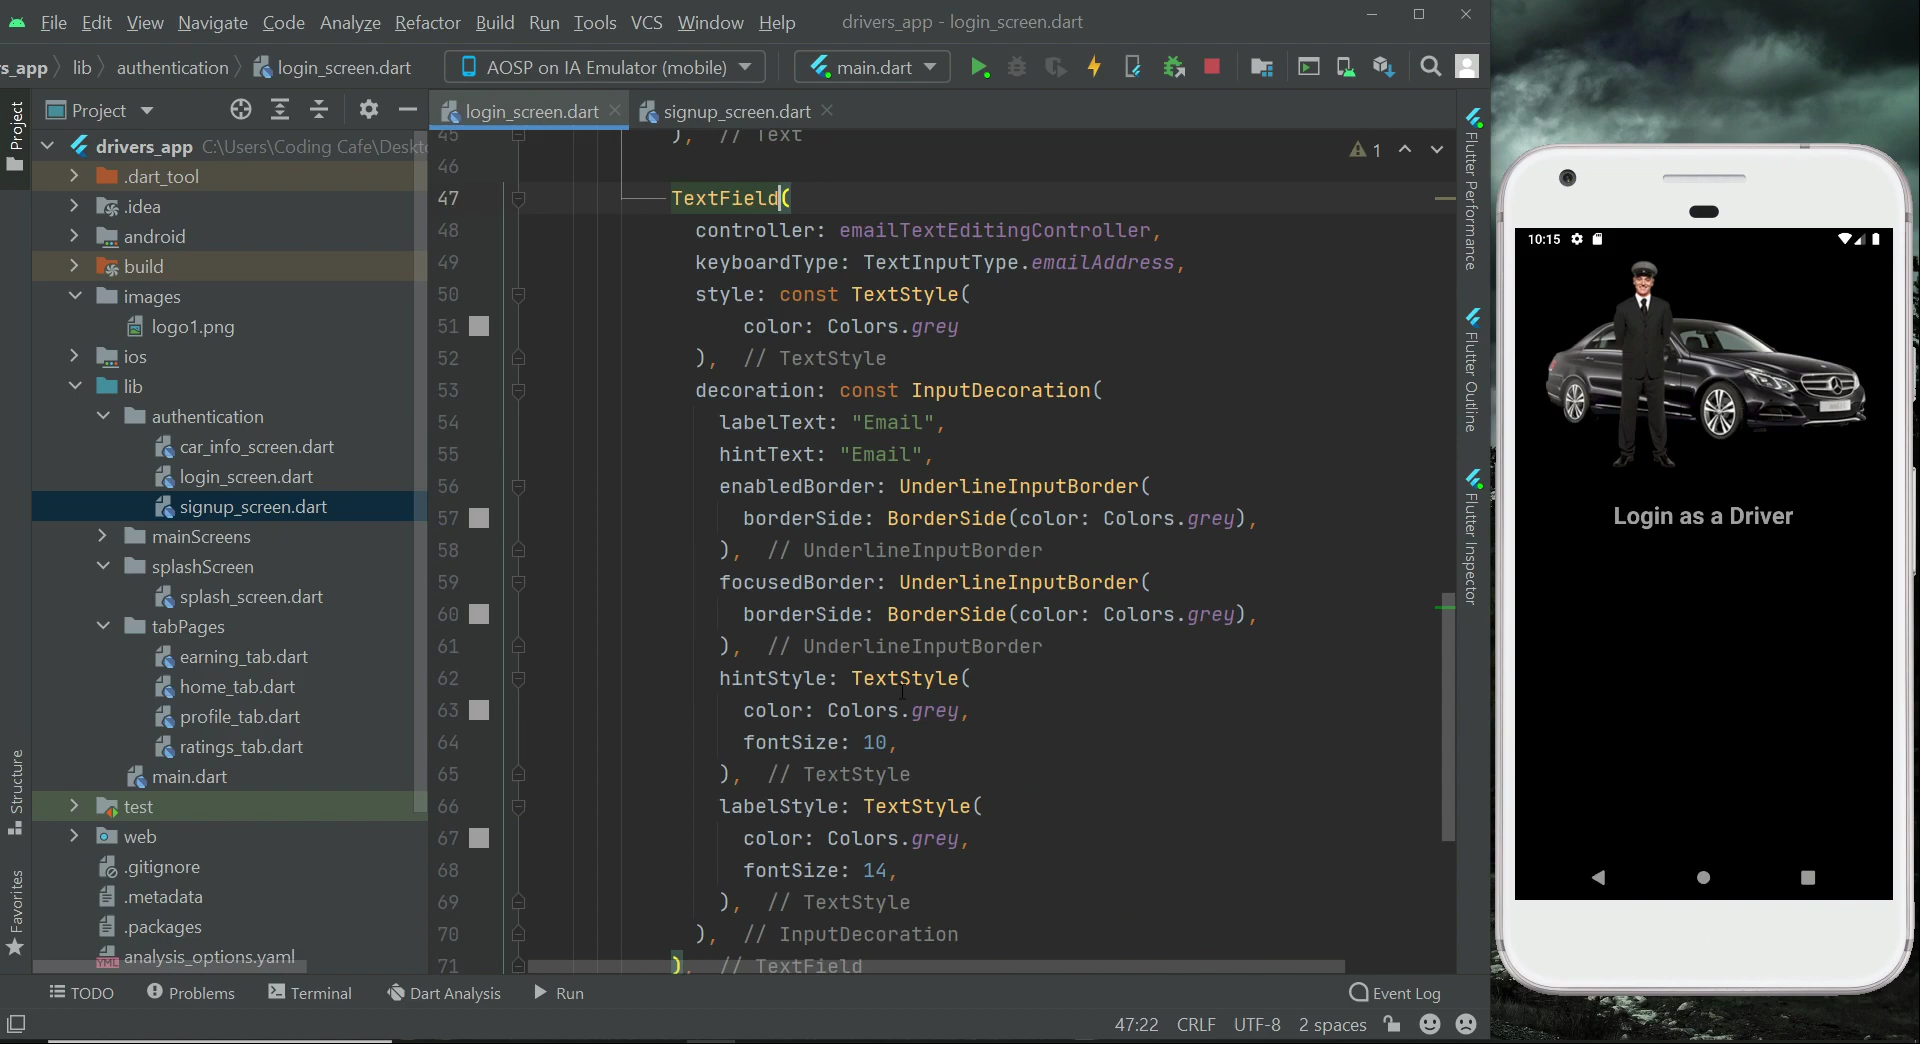 File Edit View Navigate Code Analyze Refactor Build Run Tools VCS Window Help drivers_app - login_screen.dart
s_app lib authentication login_screen.dart AOSP on IA Emulator (mobile) main.dart
Project
login_screen.dart
signup_screen.dart
Project
drivers_app C:\Users\Coding Cafe\Deskt
.dart_tool
.idea
android
build
images
logo1.png
ios
lib
authentication
car_info_screen.dart
login_screen.dart
signup_screen.dart
mainScreens
splashScreen
splash_screen.dart
tabPages
earning_tab.dart
home_tab.dart
profile_tab.dart
ratings_tab.dart
main.dart
test
web
.gitignore
.metadata
.packages
YML analysis_options.yaml
Structure
Favorites
1
45 ), // Text
46
47 TextField(
48 controller: emailTextEditingController,
49 keyboardType: TextInputType.emailAddress,
50 style: const TextStyle(
51 color: Colors.grey
52 ), // TextStyle
53 decoration: const InputDecoration(
54 labelText: "Email",
55 hintText: "Email",
56 enabledBorder: UnderlineInputBorder(
57 borderSide: BorderSide(color: Colors.grey),
58 ), // UnderlineInputBorder
59 focusedBorder: UnderlineInputBorder(
60 borderSide: BorderSide(color: Colors.grey),
61 ), // UnderlineInputBorder
62 hintStyle: TextStyle(
63 color: Colors.grey,
64 fontSize: 10,
65 ), // TextStyle
66 labelStyle: TextStyle(
67 color: Colors.grey,
68 fontSize: 14,
69 ), // TextStyle
70 ), // InputDecoration
71 ), // TextField
Flutter Performance
Flutter Outline
Flutter Inspector
10:15
Login as a Driver
TODO Problems Terminal Dart Analysis Run Event Log
47:22 CRLF UTF-8 2 spaces